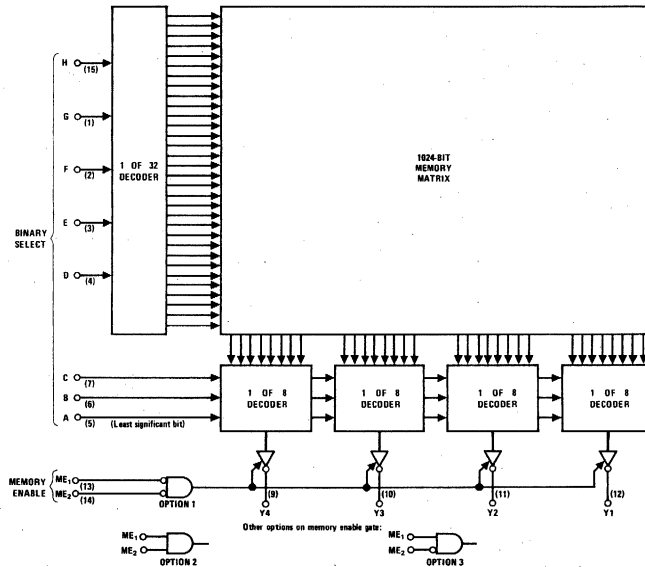 H (15)
G (1)
F (2)
E (3)
D (4)
BINARY
SELECT
1 OF 32
DECODER
1024-BIT
MEMORY
MATRIX
C (7)
B (6)
A (5) (Least significant bit)
1 OF 8
DECODER
1 OF 8
DECODER
1 OF 8
DECODER
1 OF 8
DECODER
MEMORY
ENABLE
ME1 (13)
ME2 (14)
OPTION 1
(9)
Y4
(10)
Y3
(11)
Y2
(12)
Y1
Other options on memory enable gate:
ME1
ME2
OPTION 2
ME1
ME2
OPTION 3